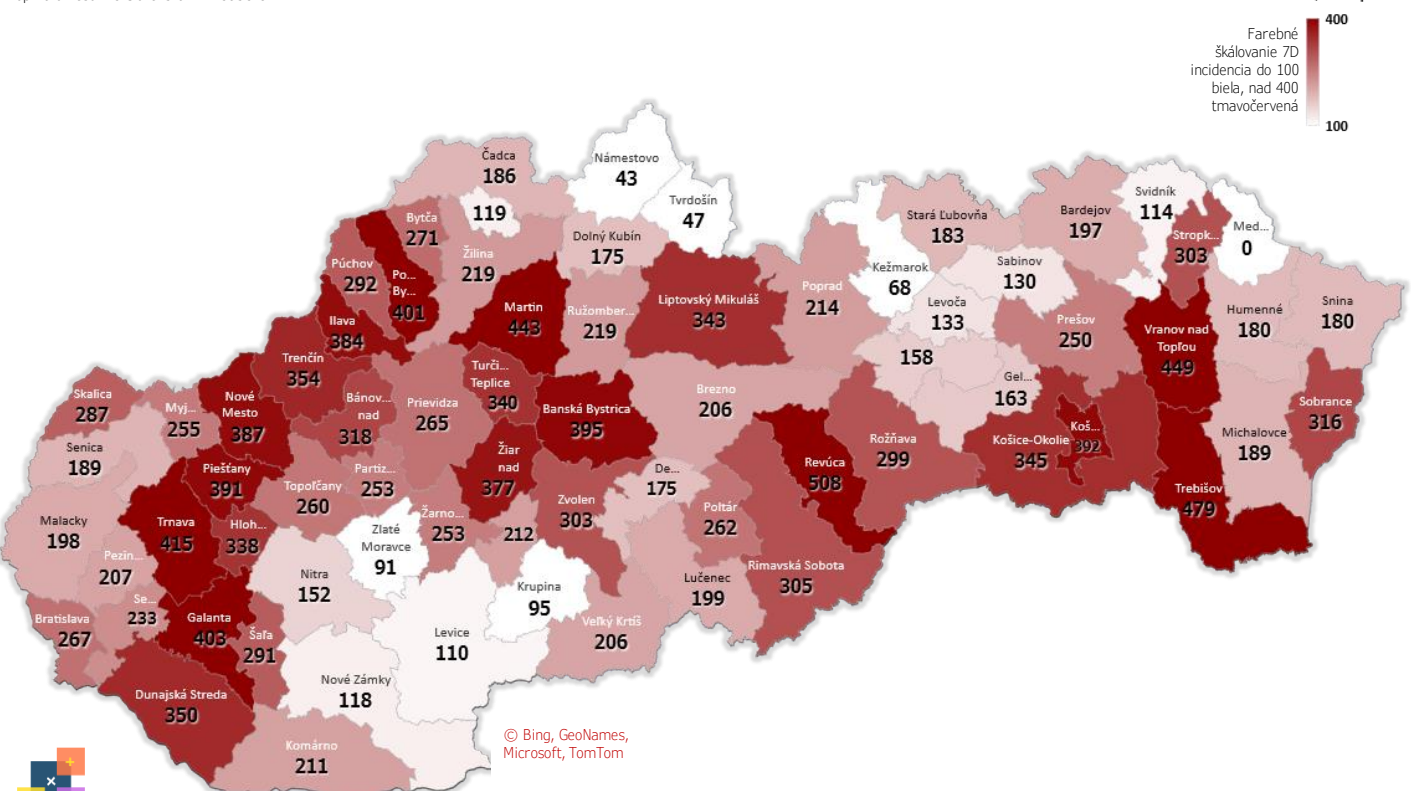 400
Farebné
škálovanie 7D
incidencia do 100
biela, nad 400
tmavočervená
100
Čadca
186
Námestovo
43
Tvrdošín
47
119
Bytča
271
Žilina
219
Dolný Kubín
175
Púchov
292
Po...
By...
401
Ilava
384
Martin
443
Ružomber...
219
Liptovský Mikuláš
343
Poprad
214
Kežmarok
68
Stará Ľubovňa
183
Sabinov
130
Levoča
133
Bardejov
197
Svidník
114
Stropk...
303
Med...
0
Prešov
250
Vranov nad
Topľou
449
Humenné
180
Snina
180
158
Gel...
163
Trenčín
354
Turči...
Teplice
340
Bánov...
nad
318
Prievidza
265
Banská Bystrica
395
Brezno
206
Skalica
287
Myj...
255
Nové
Mesto
387
Senica
189
Piešťany
391
Topoľčany
260
Partiz...
253
Žiar
nad
377
Zvolen
303
De...
175
Revúca
508
Rožňava
299
Košice-Okolie
345
Koš...
392
Michalovce
189
Sobrance
316
Trebišov
479
Malacky
198
Trnava
415
Hloh...
338
Zlaté
Moravce
91
Žarno...
253
212
Poltár
262
Pezin...
207
Nitra
152
Krupina
95
Lučenec
199
Rimavská Sobota
305
Se...
233
Bratislava
267
Galanta
403
Šaľa
291
Levice
110
Veľký Krtíš
206
Dunajská Streda
350
Nové Zámky
118
Komárno
211
© Bing, GeoNames,
Microsoft, TomTom